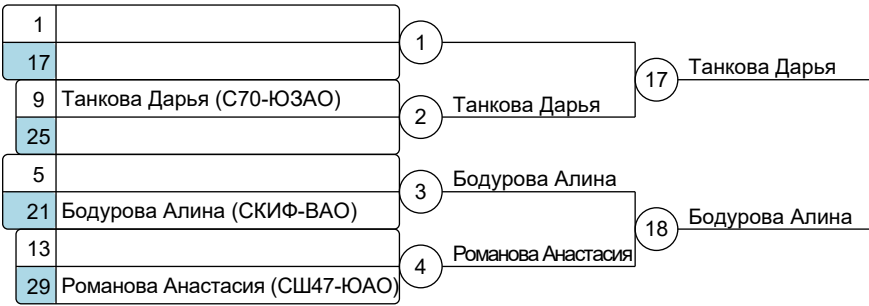 1
17
1
9 Танкова Дарья (С70-ЮЗАО)
25
2 Танкова Дарья
17 Танкова Дарья
5
21 Бодурова Алина (СКИФ-ВАО)
3 Бодурова Алина
13
29 Романова Анастасия (СШ47-ЮАО)
4 Романова Анастасия
18 Бодурова Алина